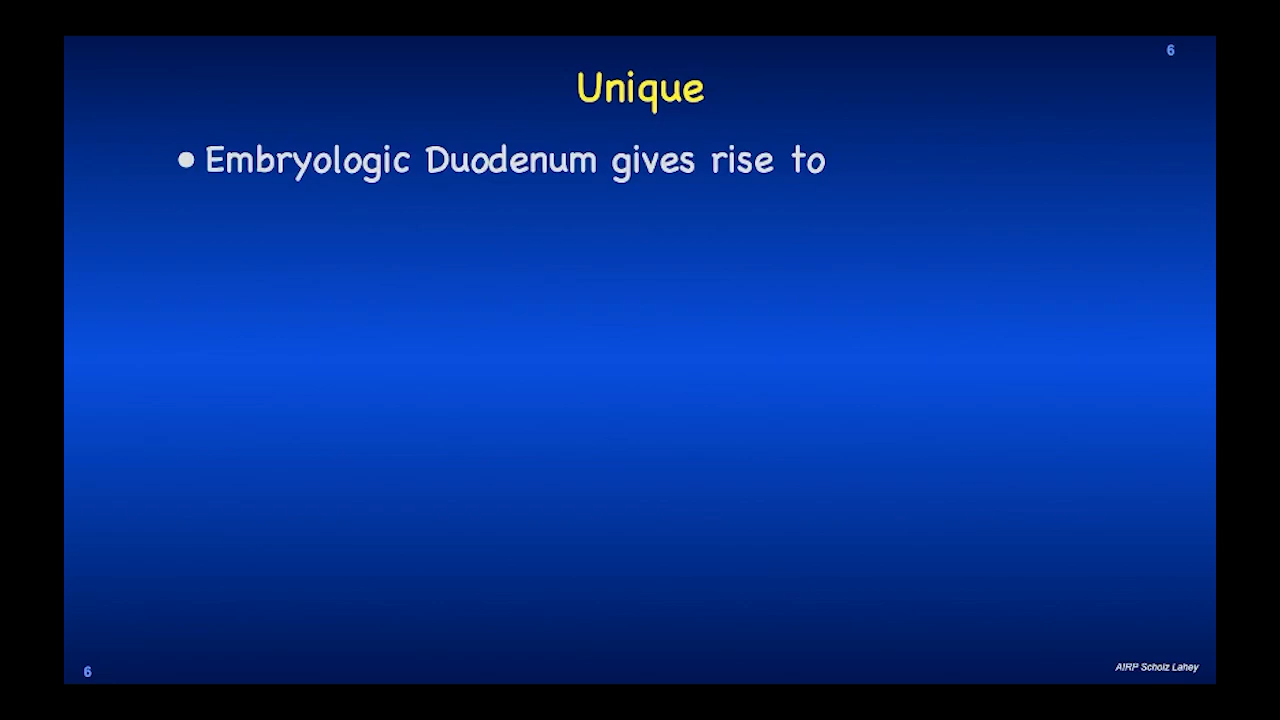 6
Unique
● Embryologic Duodenum gives rise to
6
AIRP Scholz Lahey